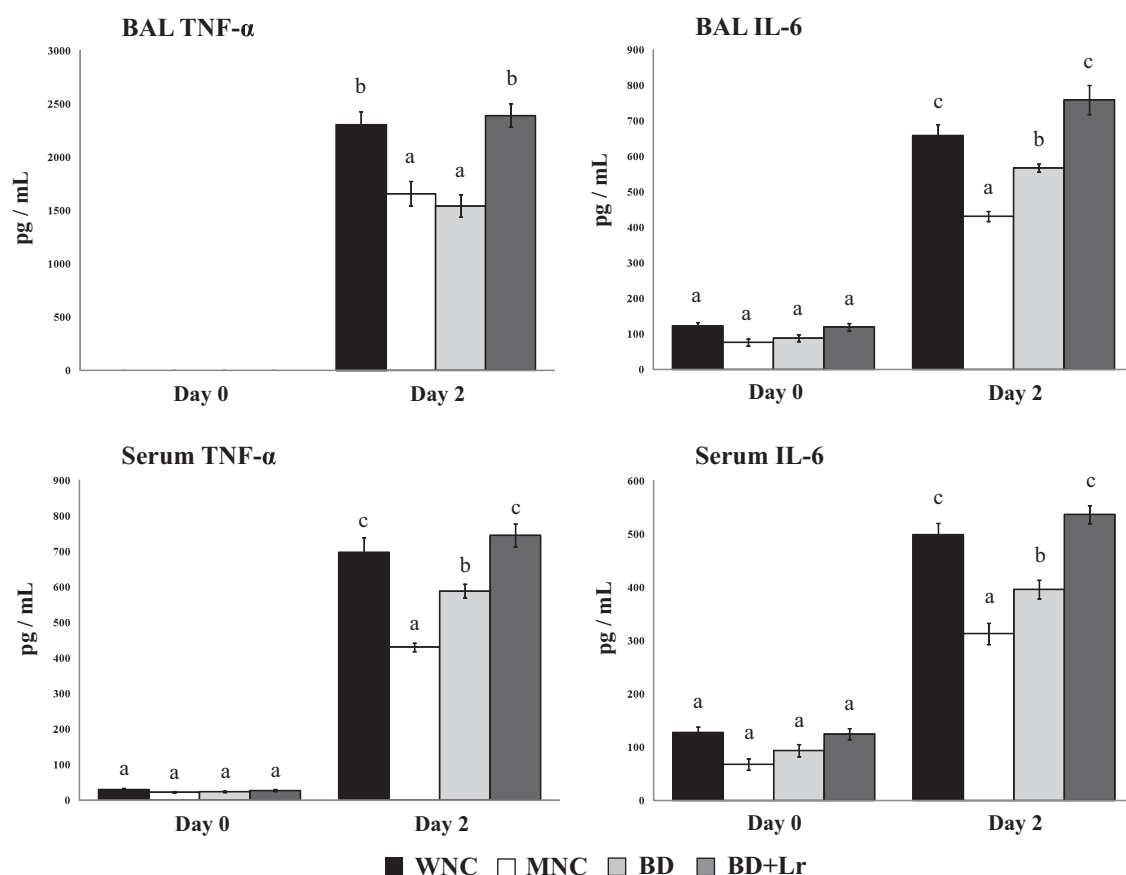 BAL TNF-α
3000
2500
2000
1500
1000
500
0
pg / mL
b
a
a
b
Day 0
Day 2
BAL IL-6
900
800
700
600
500
400
300
200
100
0
pg / mL
a
a
a
a
c
a
b
c
Day 0
Day 2
Serum TNF-α
900
800
700
600
500
400
300
200
100
0
pg / mL
a
a
a
a
c
a
b
c
Day 0
Day 2
Serum IL-6
600
500
400
300
200
100
0
pg / mL
a
a
a
a
c
a
b
c
Day 0
Day 2
WNC MNC BD BD+Lr